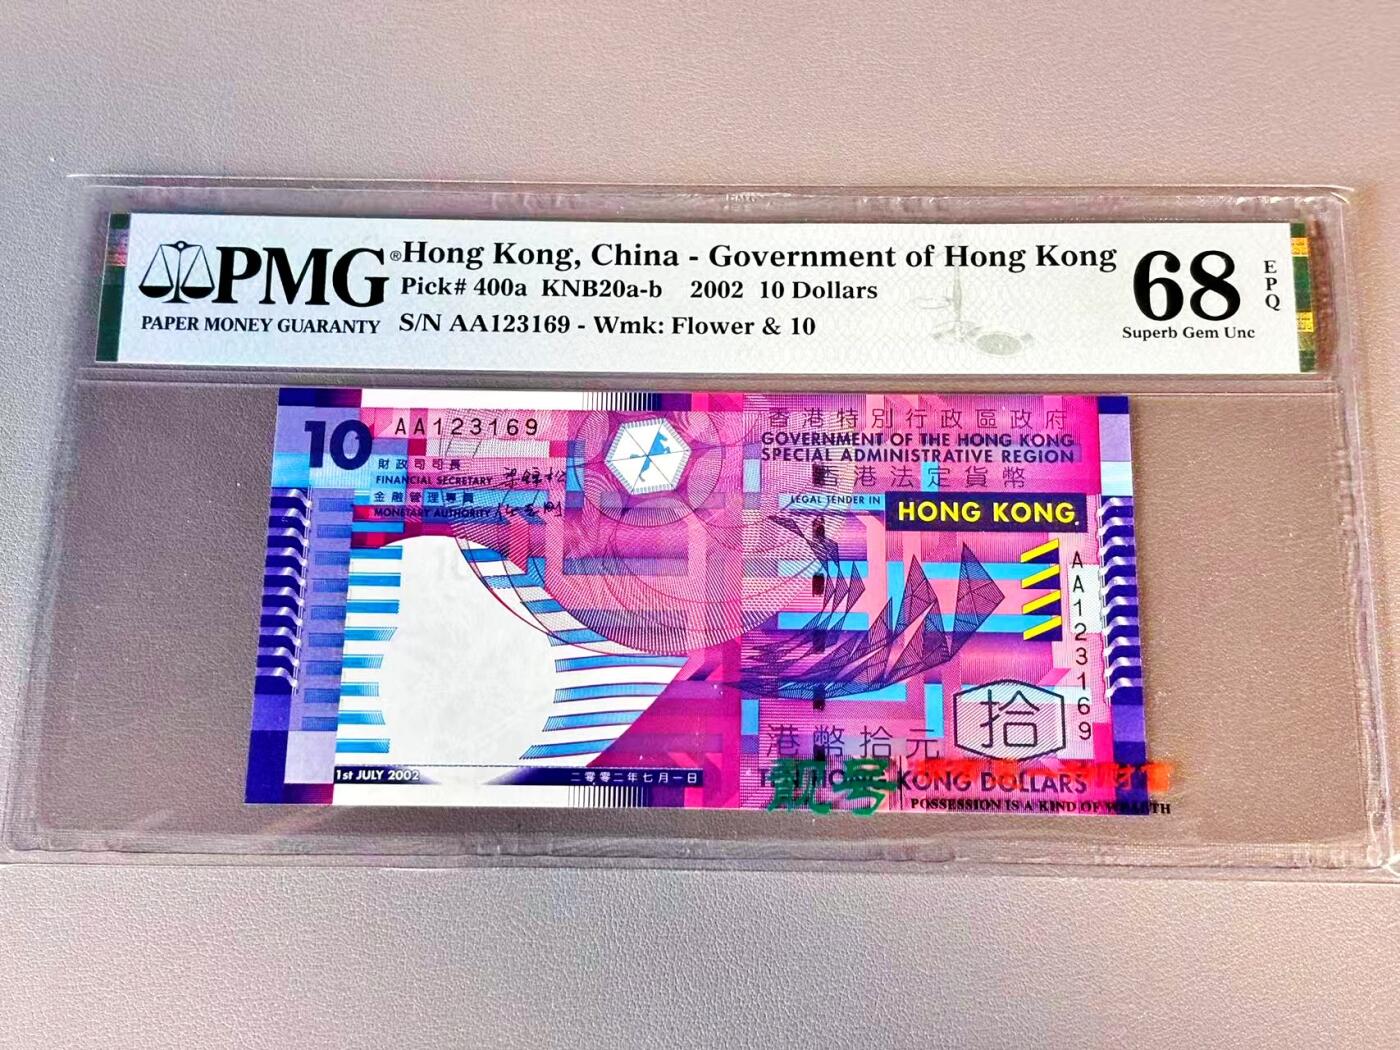 PMG®
PAPER MONEY GUARANTY
Hong Kong, China - Government of Hong Kong
Pick# 400a KNB20a-b 2002 10 Dollars
S/N AA123169 - Wmk: Flower & 10
68
EPQ
Superb Gem Unc
10
AA123169
財政司司長
FINANCIAL SECRETARY
金融管理專員
MONETARY AUTHORITY
香港特別行政區政府
GOVERNMENT OF THE HONG KONG
SPECIAL ADMINISTRATIVE REGION
香港法定貨幣
LEGAL TENDER IN
HONG KONG
AA123169
拾
港幣拾元
TEN HONG KONG DOLLARS
1st JULY 2002
二零零二年七月一日
靓号
POSSESSION IS A KIND OF WEALTH